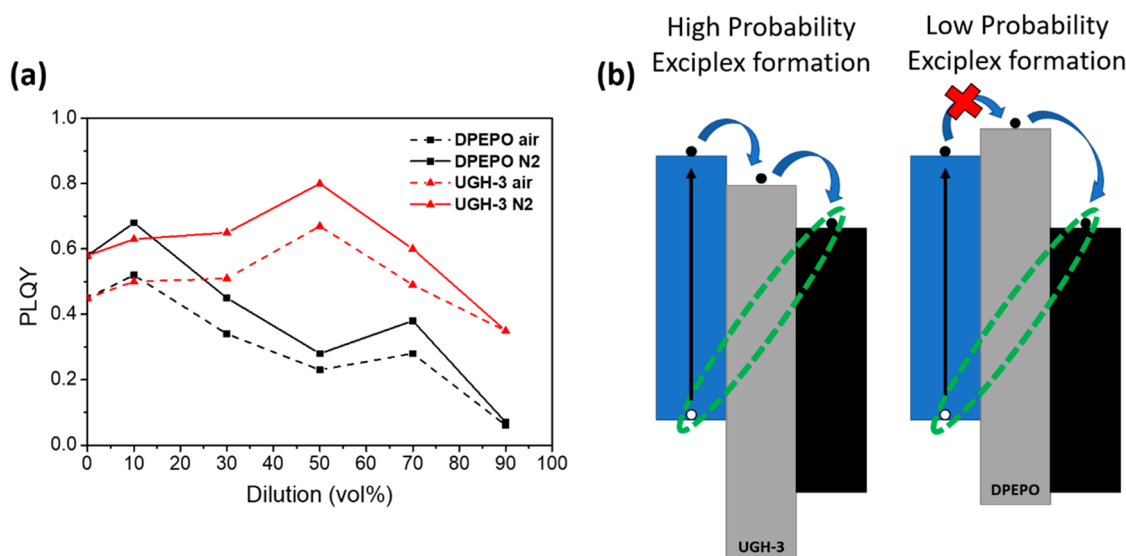 (a)
1.0
0.8
0.6
0.4
0.2
0.0
PLQY
DPEPO air
DPEPO N2
UGH-3 air
UGH-3 N2
0 10 20 30 40 50 60 70 80 90 100
Dilution (vol%)
(b)
High Probability
Exciplex formation
UGH-3
Low Probability
Exciplex formation
DPEPO